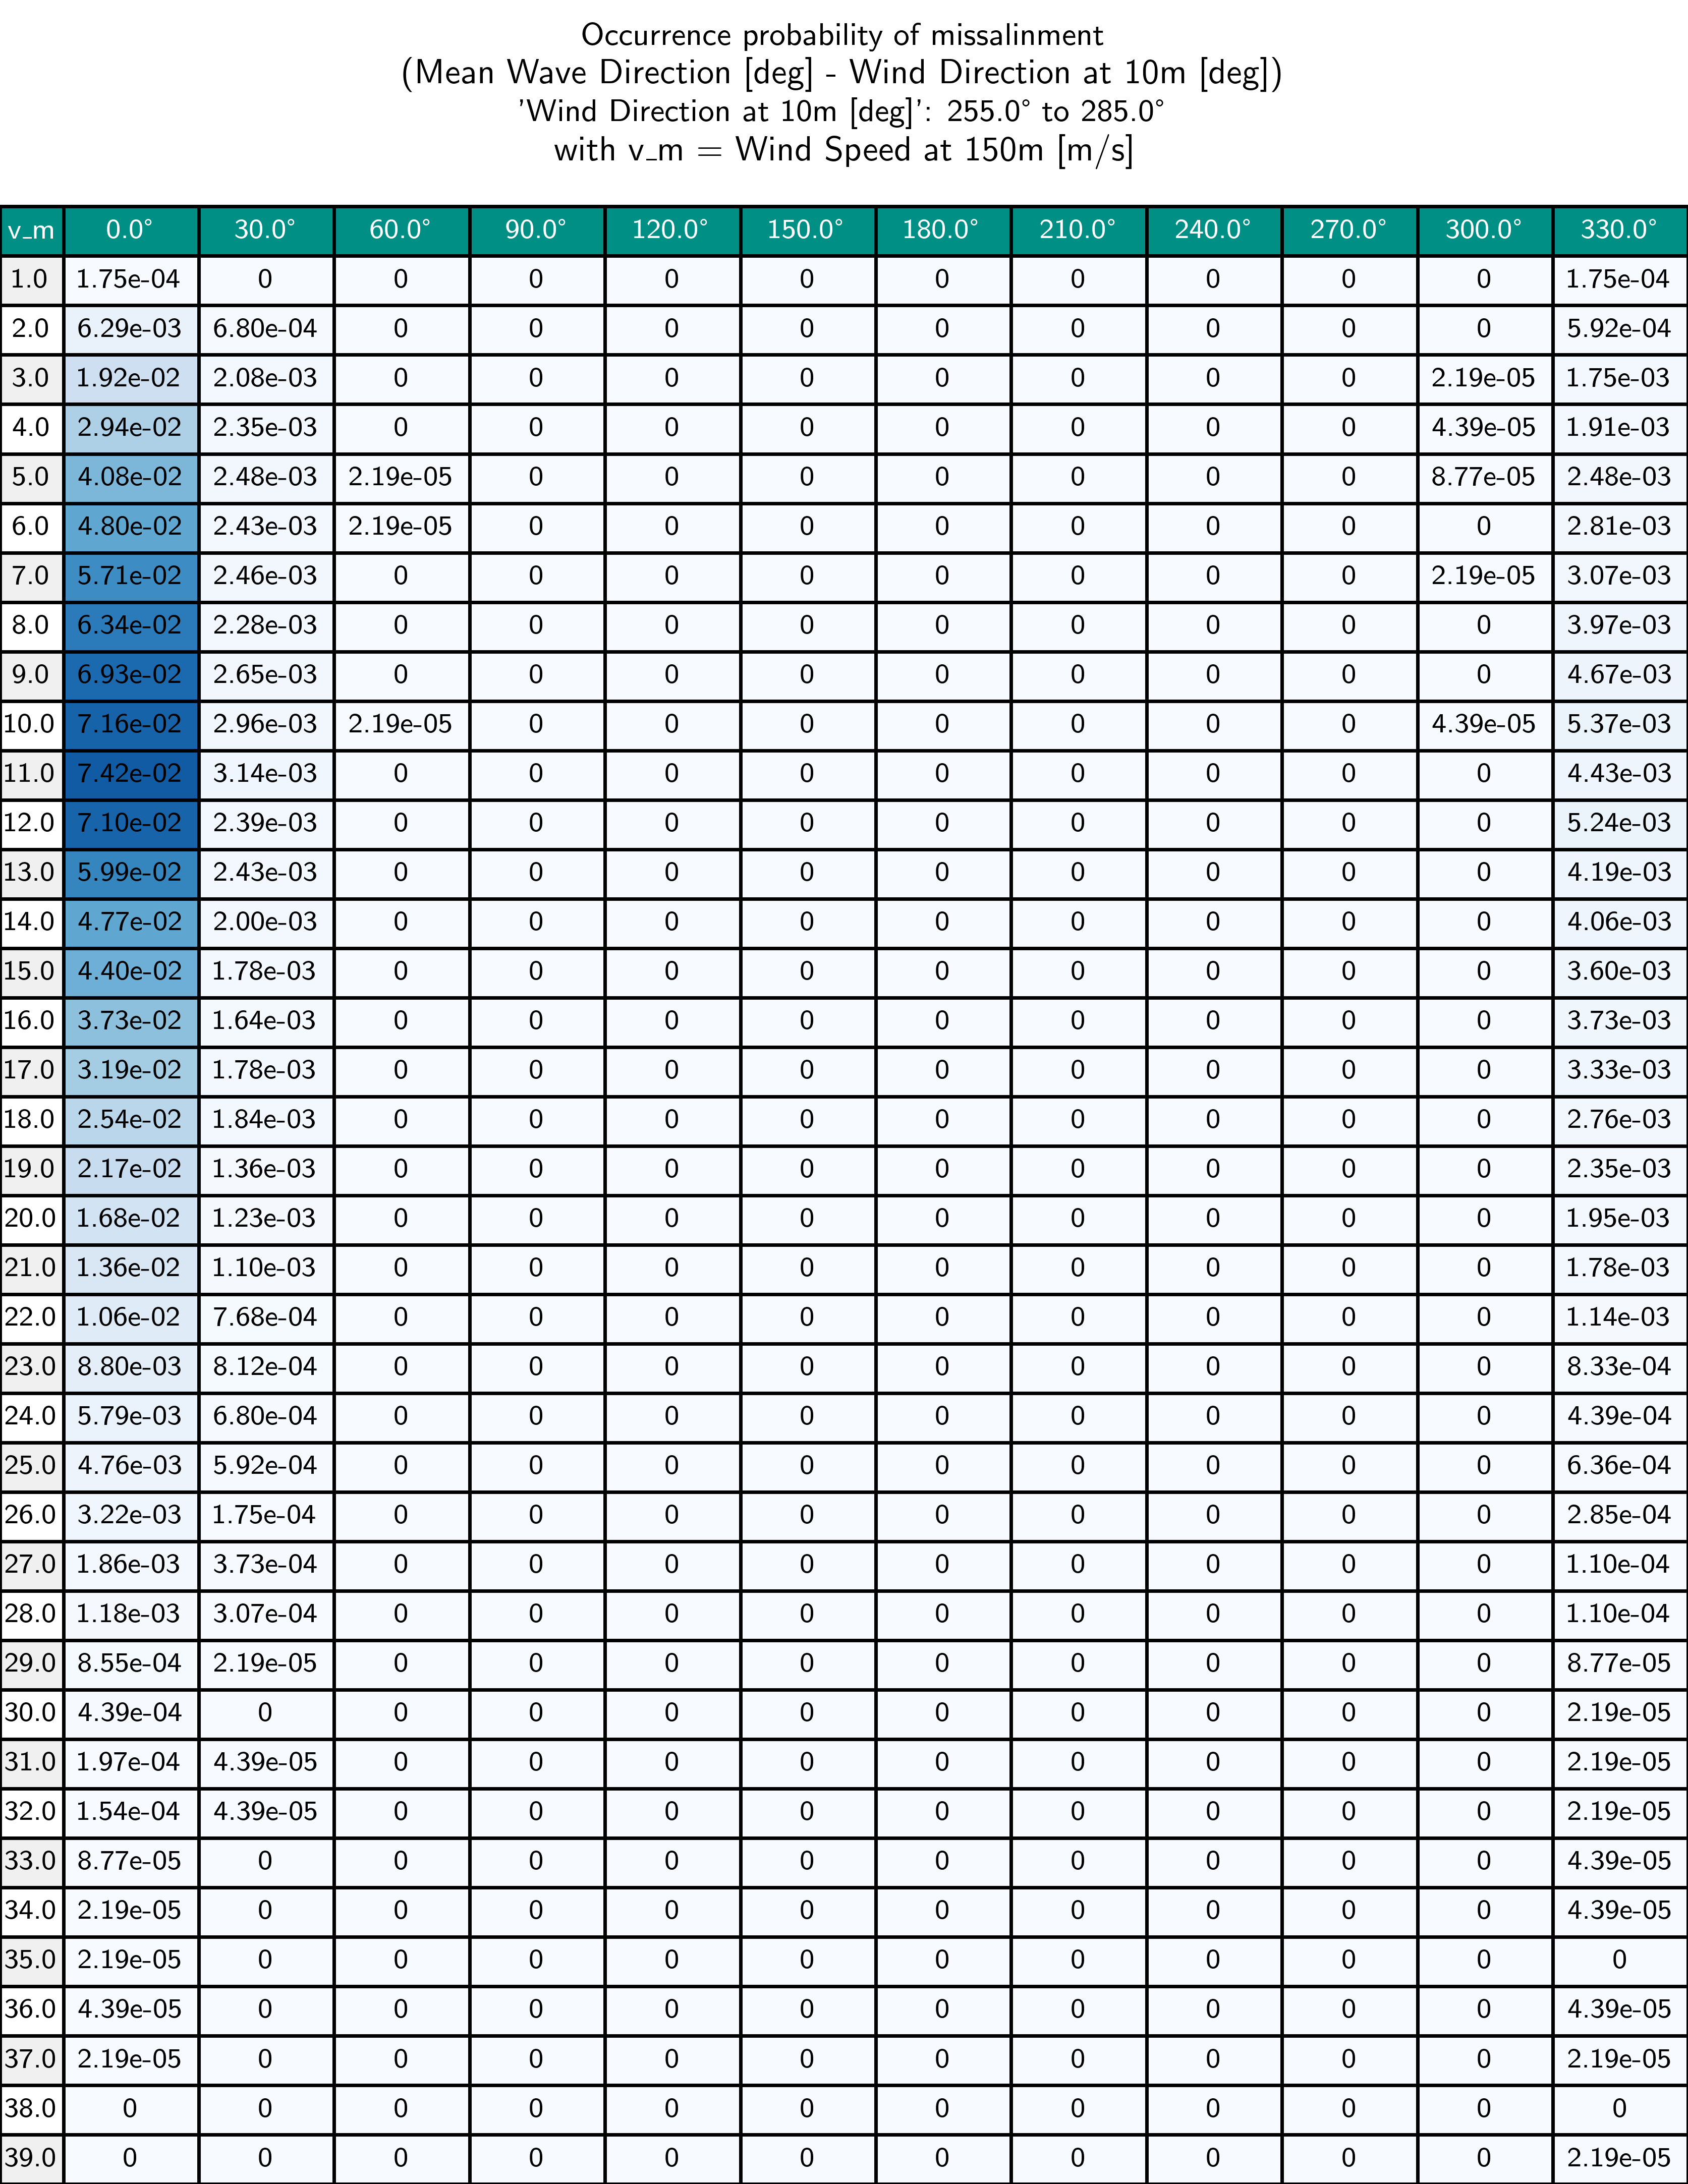 Occurrence probability of missalinment
(Mean Wave Direction [deg] - Wind Direction at 10m [deg])
'Wind Direction at 10m [deg]': 255.0° to 285.0°
with v_m = Wind Speed at 150m [m/s]
v_m 0.0° 30.0° 60.0° 90.0° 120.0° 150.0° 180.0° 210.0° 240.0° 270.0° 300.0° 330.0°
1.0 1.75e-04 0 0 0 0 0 0 0 0 0 0 1.75e-04
2.0 6.29e-03 6.80e-04 0 0 0 0 0 0 0 0 0 5.92e-04
3.0 1.92e-02 2.08e-03 0 0 0 0 0 0 0 0 2.19e-05 1.75e-03
4.0 2.94e-02 2.35e-03 0 0 0 0 0 0 0 0 4.39e-05 1.91e-03
5.0 4.08e-02 2.48e-03 2.19e-05 0 0 0 0 0 0 0 8.77e-05 2.48e-03
6.0 4.80e-02 2.43e-03 2.19e-05 0 0 0 0 0 0 0 0 2.81e-03
7.0 5.71e-02 2.46e-03 0 0 0 0 0 0 0 0 2.19e-05 3.07e-03
8.0 6.34e-02 2.28e-03 0 0 0 0 0 0 0 0 0 3.97e-03
9.0 6.93e-02 2.65e-03 0 0 0 0 0 0 0 0 0 4.67e-03
10.0 7.16e-02 2.96e-03 2.19e-05 0 0 0 0 0 0 0 4.39e-05 5.37e-03
11.0 7.42e-02 3.14e-03 0 0 0 0 0 0 0 0 0 4.43e-03
12.0 7.10e-02 2.39e-03 0 0 0 0 0 0 0 0 0 5.24e-03
13.0 5.99e-02 2.43e-03 0 0 0 0 0 0 0 0 0 4.19e-03
14.0 4.77e-02 2.00e-03 0 0 0 0 0 0 0 0 0 4.06e-03
15.0 4.40e-02 1.78e-03 0 0 0 0 0 0 0 0 0 3.60e-03
16.0 3.73e-02 1.64e-03 0 0 0 0 0 0 0 0 0 3.73e-03
17.0 3.19e-02 1.78e-03 0 0 0 0 0 0 0 0 0 3.33e-03
18.0 2.54e-02 1.84e-03 0 0 0 0 0 0 0 0 0 2.76e-03
19.0 2.17e-02 1.36e-03 0 0 0 0 0 0 0 0 0 2.35e-03
20.0 1.68e-02 1.23e-03 0 0 0 0 0 0 0 0 0 1.95e-03
21.0 1.36e-02 1.10e-03 0 0 0 0 0 0 0 0 0 1.78e-03
22.0 1.06e-02 7.68e-04 0 0 0 0 0 0 0 0 0 1.14e-03
23.0 8.80e-03 8.12e-04 0 0 0 0 0 0 0 0 0 8.33e-04
24.0 5.79e-03 6.80e-04 0 0 0 0 0 0 0 0 0 4.39e-04
25.0 4.76e-03 5.92e-04 0 0 0 0 0 0 0 0 0 6.36e-04
26.0 3.22e-03 1.75e-04 0 0 0 0 0 0 0 0 0 2.85e-04
27.0 1.86e-03 3.73e-04 0 0 0 0 0 0 0 0 0 1.10e-04
28.0 1.18e-03 3.07e-04 0 0 0 0 0 0 0 0 0 1.10e-04
29.0 8.55e-04 2.19e-05 0 0 0 0 0 0 0 0 0 8.77e-05
30.0 4.39e-04 0 0 0 0 0 0 0 0 0 0 2.19e-05
31.0 1.97e-04 4.39e-05 0 0 0 0 0 0 0 0 0 2.19e-05
32.0 1.54e-04 4.39e-05 0 0 0 0 0 0 0 0 0 2.19e-05
33.0 8.77e-05 0 0 0 0 0 0 0 0 0 0 4.39e-05
34.0 2.19e-05 0 0 0 0 0 0 0 0 0 0 4.39e-05
35.0 2.19e-05 0 0 0 0 0 0 0 0 0 0 0
36.0 4.39e-05 0 0 0 0 0 0 0 0 0 0 4.39e-05
37.0 2.19e-05 0 0 0 0 0 0 0 0 0 0 2.19e-05
38.0 0 0 0 0 0 0 0 0 0 0 0 0
39.0 0 0 0 0 0 0 0 0 0 0 0 2.19e-05